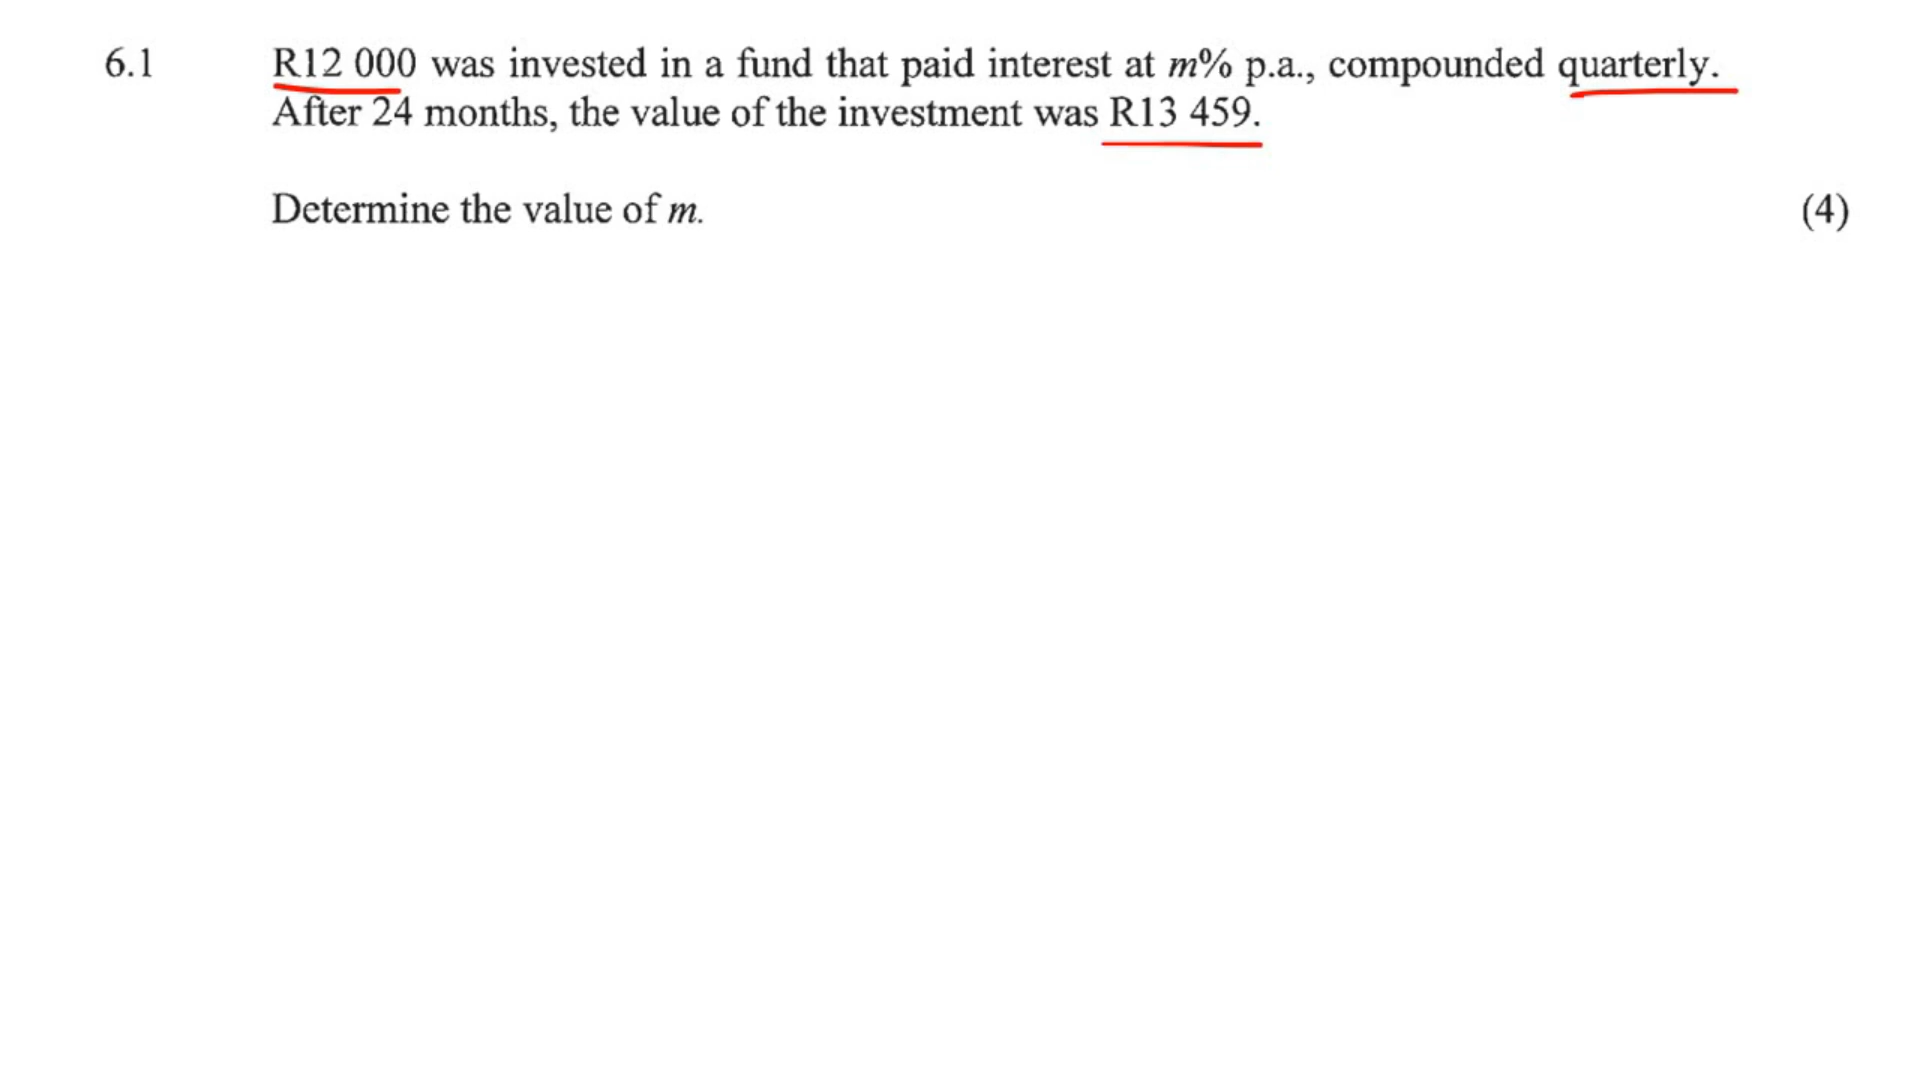 6.1 R12 000 was invested in a fund that paid interest at m% p.a., compounded quarterly.
After 24 months, the value of the investment was R13 459.
Determine the value of m. (4)